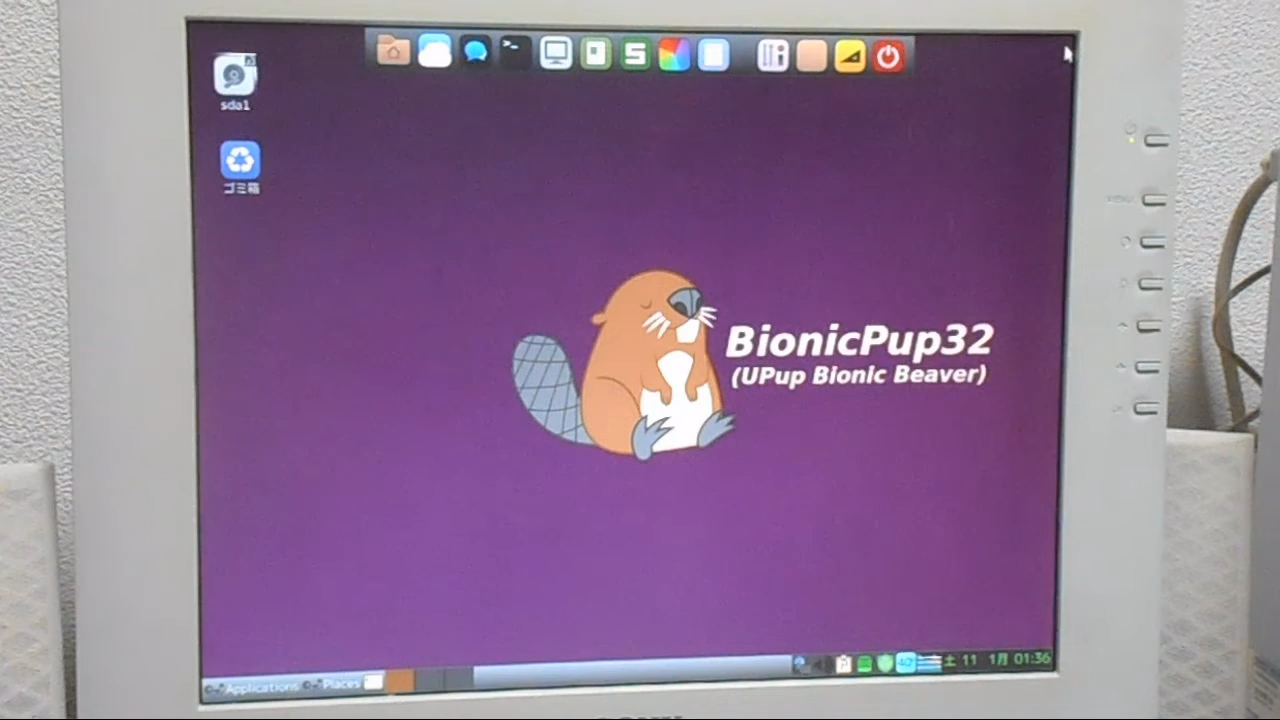 sda1
ゴミ箱
BionicPup32
(UPup Bionic Beaver)
Applications
Places
土 11 1月 01:36